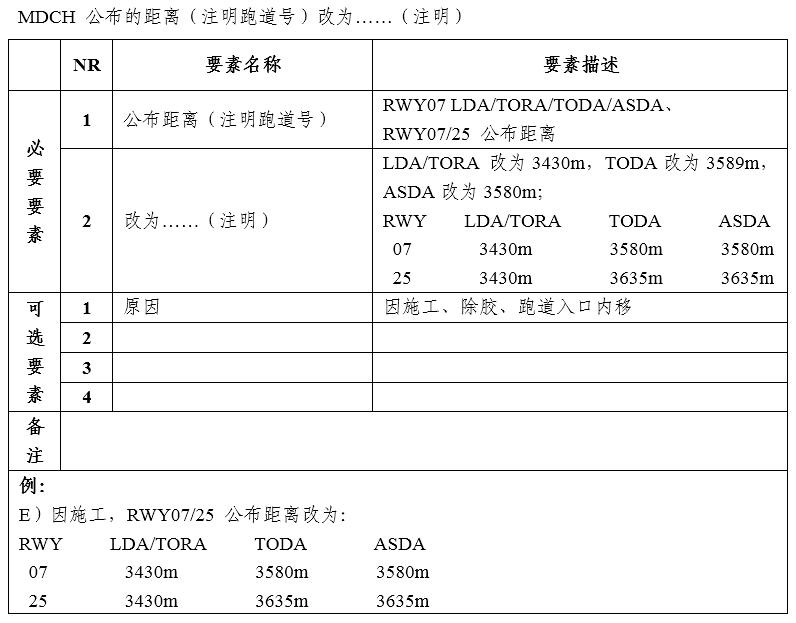 MDCH 公布的距离（注明跑道号）改为……（注明）
NR 要素名称 要素描述
必要要素
1 公布距离（注明跑道号） RWY07 LDA/TORA/TODA/ASDA、
RWY07/25 公布距离
2 改为……（注明） LDA/TORA 改为 3430m，TODA 改为 3589m，
ASDA 改为 3580m;
RWY LDA/TORA TODA ASDA
07 3430m 3580m 3580m
25 3430m 3635m 3635m
可选要素
1 原因 因施工、除胶、跑道入口内移
2
3
4
备注
例：
E）因施工，RWY07/25 公布距离改为：
RWY LDA/TORA TODA ASDA
07 3430m 3580m 3580m
25 3430m 3635m 3635m